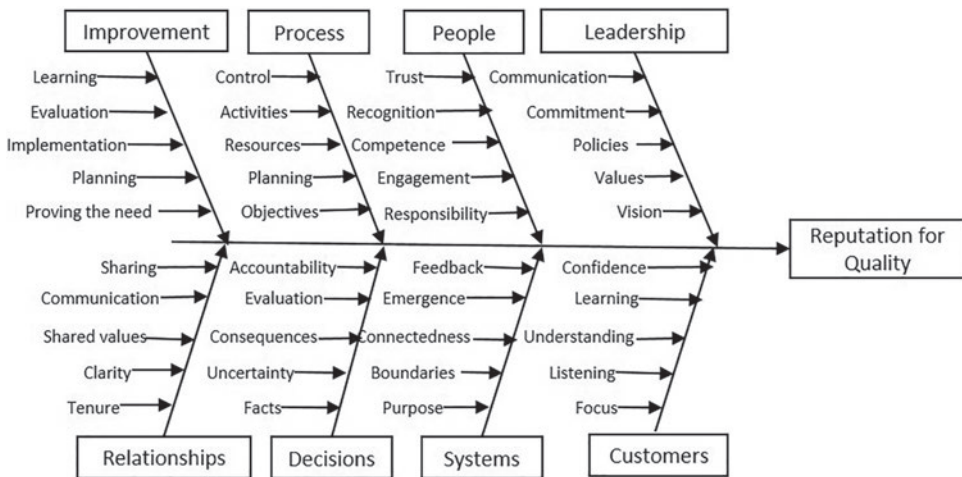 Improvement
Process
People
Leadership
Learning
Control
Trust
Communication
Evaluation
Activities
Recognition
Commitment
Implementation
Resources
Competence
Policies
Planning
Planning
Engagement
Values
Proving the need
Objectives
Responsibility
Vision
Reputation for
Quality
Sharing
Accountability
Feedback
Confidence
Communication
Evaluation
Emergence
Learning
Shared values
Consequences
Connectedness
Understanding
Clarity
Uncertainty
Boundaries
Listening
Tenure
Facts
Purpose
Focus
Relationships
Decisions
Systems
Customers